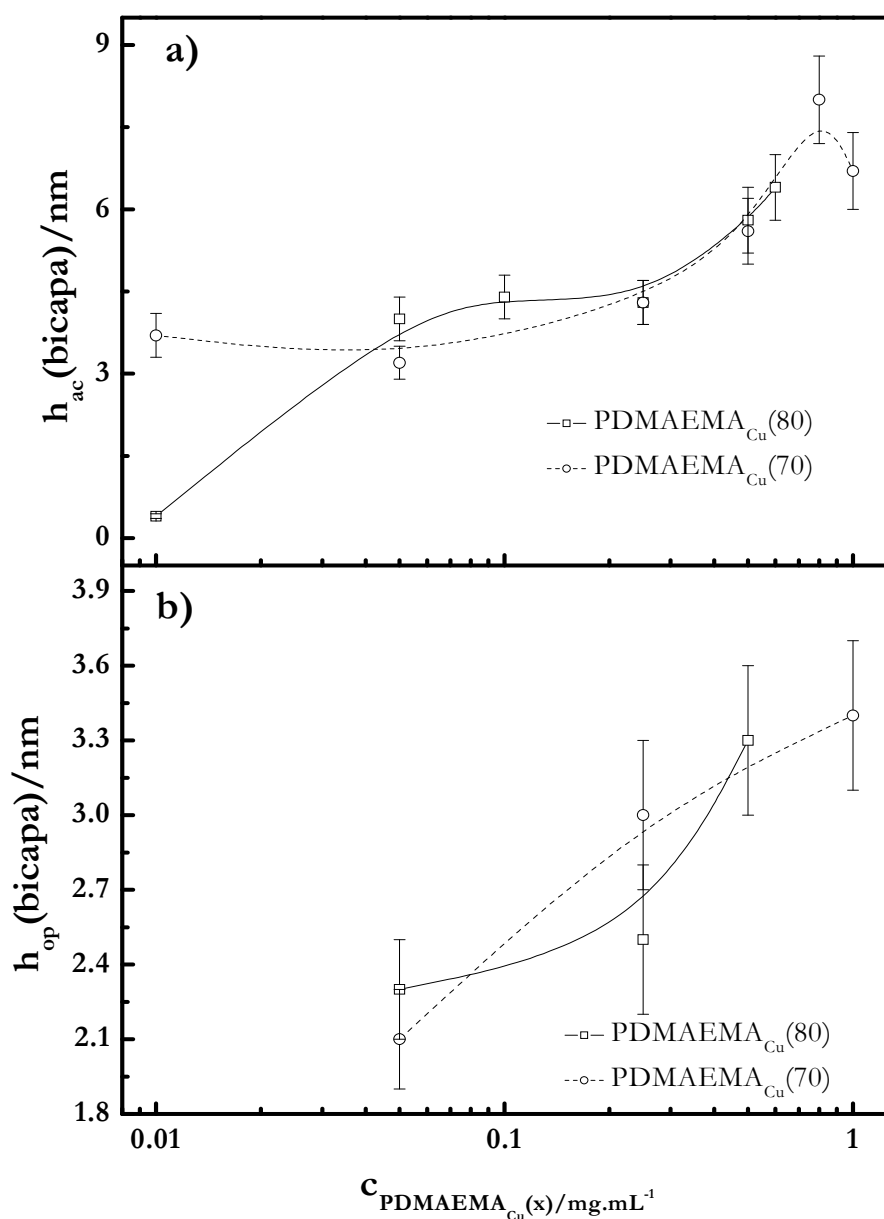 a)
9
6
3
0
h_ac(bicapa)/nm
PDMAEMA_Cu(80)
PDMAEMA_Cu(70)
b)
3.9
3.6
3.3
3.0
2.7
2.4
2.1
1.8
h_op(bicapa)/nm
PDMAEMA_Cu(80)
PDMAEMA_Cu(70)
0.01 0.1 1
c_PDMAEMA_Cu(x)/mg.mL⁻¹